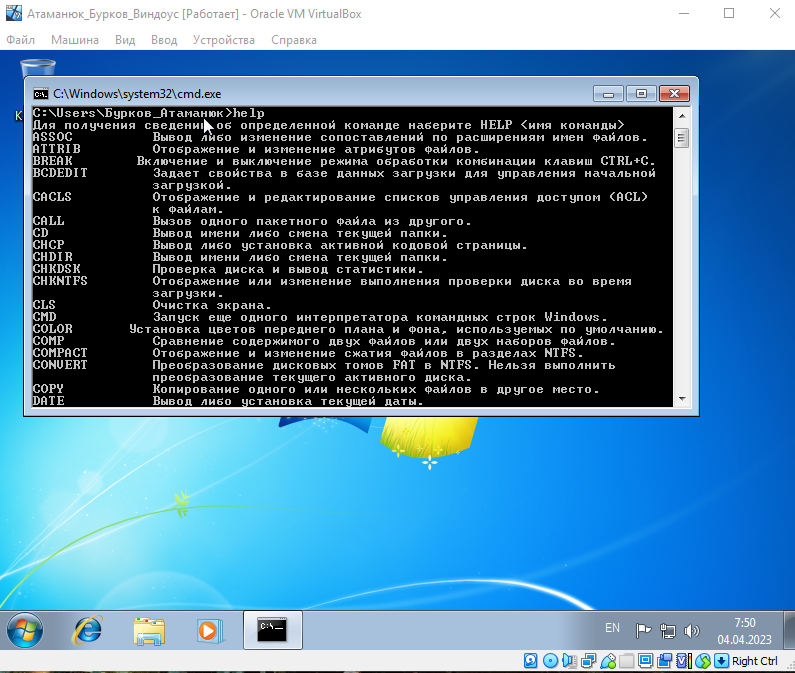 Атаманюк_Бурков_Виндоус [Работает] - Oracle VM VirtualBox
Файл Машина Вид Ввод Устройства Справка
C:\Windows\system32\cmd.exe
C:\Users\Бурков_Атаманюк>help
Для получения сведений об определенной команде наберите HELP <имя команды>
ASSOC Вывод либо изменение сопоставлений по расширениям имен файлов.
ATTRIB Отображение и изменение атрибутов файлов.
BREAK Включение и выключение режима обработки комбинации клавиш CTRL+C.
BCDEDIT Задает свойства в базе данных загрузки для управления начальной
загрузкой.
CACLS Отображение и редактирование списков управления доступом (ACL)
к файлам.
CALL Вызов одного пакетного файла из другого.
CD Вывод имени либо смена текущей папки.
CHCP Вывод либо установка активной кодовой страницы.
CHDIR Вывод имени либо смена текущей папки.
CHKDSK Проверка диска и вывод статистики.
CHKNTFS Отображение или изменение выполнения проверки диска во время
загрузки.
CLS Очистка экрана.
CMD Запуск еще одного интерпретатора командных строк Windows.
COLOR Установка цветов переднего плана и фона, используемых по умолчанию.
COMP Сравнение содержимого двух файлов или двух наборов файлов.
COMPACT Отображение и изменение сжатия файлов в разделах NTFS.
CONVERT Преобразование дисковых томов FAT в NTFS. Нельзя выполнить
преобразование текущего активного диска.
COPY Копирование одного или нескольких файлов в другое место.
DATE Вывод либо установка текущей даты.
EN
7:50
04.04.2023
Right Ctrl